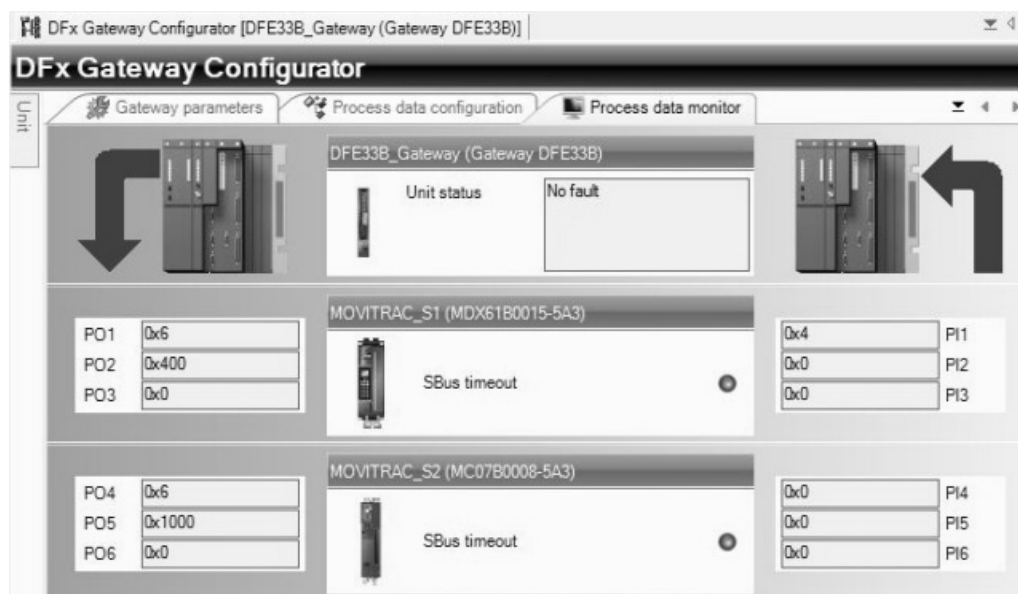 DFx Gateway Configurator [DFE33B_Gateway (Gateway DFE33B)]
DFx Gateway Configurator
Unit
Gateway parameters
Process data configuration
Process data monitor
DFE33B_Gateway (Gateway DFE33B)
Unit status
No fault
MOVITRAC_S1 (MDX61B0015-5A3)
PO1 0x6
PO2 0x400
PO3 0x0
SBus timeout
0x4 PI1
0x0 PI2
0x0 PI3
MOVITRAC_S2 (MC07B0008-5A3)
PO4 0x6
PO5 0x1000
PO6 0x0
SBus timeout
0x0 PI4
0x0 PI5
0x0 PI6